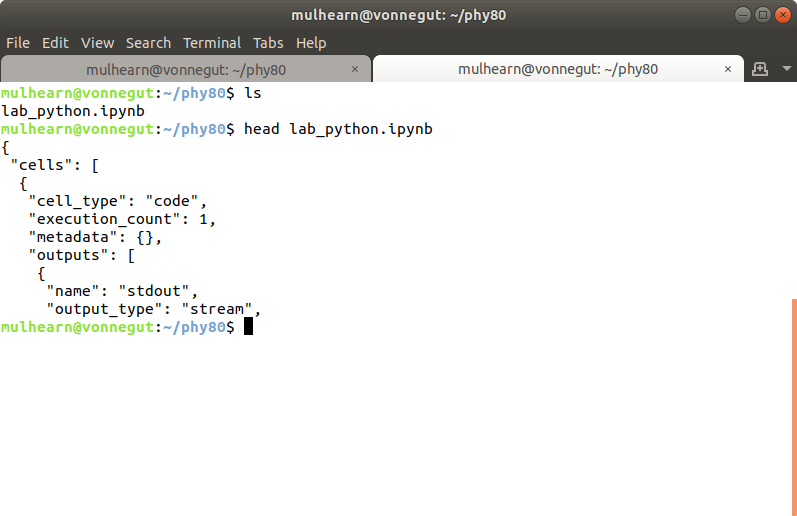 mulhearn@vonnegut: ~/phy80
File Edit View Search Terminal Tabs Help
mulhearn@vonnegut: ~/phy80 × mulhearn@vonnegut: ~/phy80 ×
mulhearn@vonnegut:~/phy80$ ls
lab_python.ipynb
mulhearn@vonnegut:~/phy80$ head lab_python.ipynb
{
 "cells": [
  {
   "cell_type": "code",
   "execution_count": 1,
   "metadata": {},
   "outputs": [
    {
     "name": "stdout",
     "output_type": "stream",
mulhearn@vonnegut:~/phy80$